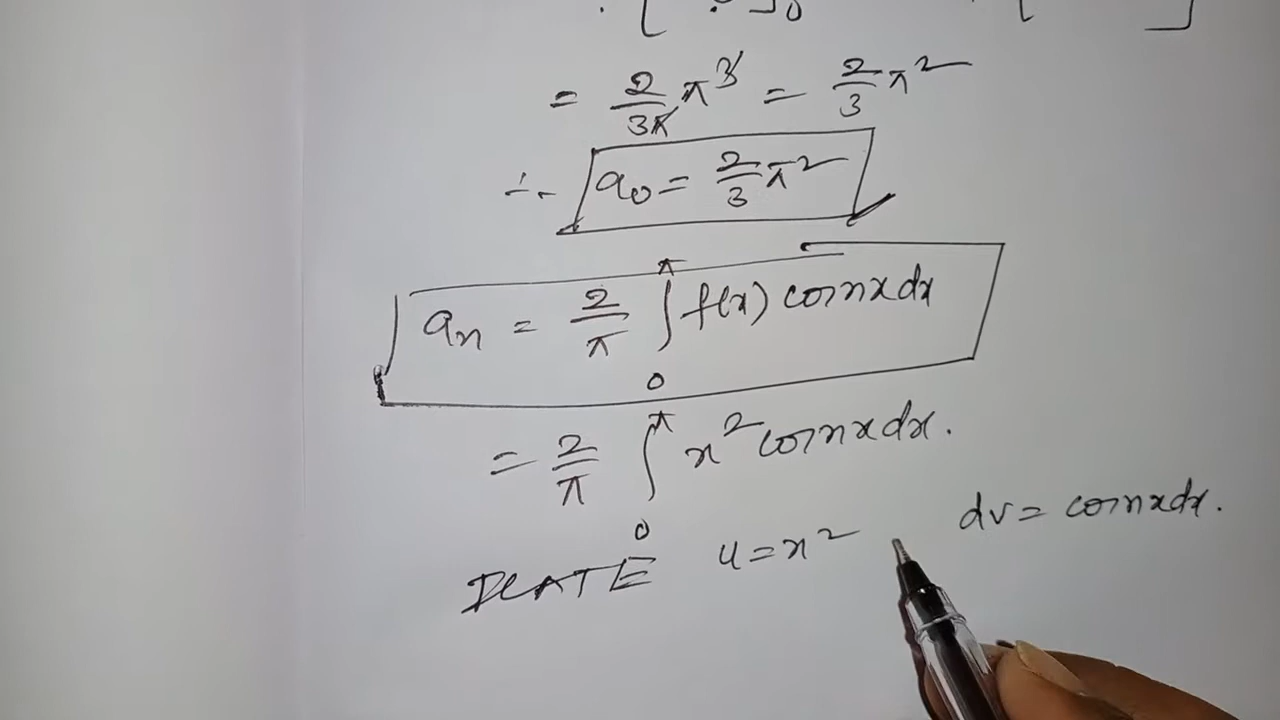 = 2/3π π³ = 2/3 π²
∴ a₀ = 2/3 π²
aₙ = 2/π ∫₀^π f(x) cos nx dx
= 2/π ∫₀^π x² cos nx dx.
ILATE u = x² dv = cos nx dx.